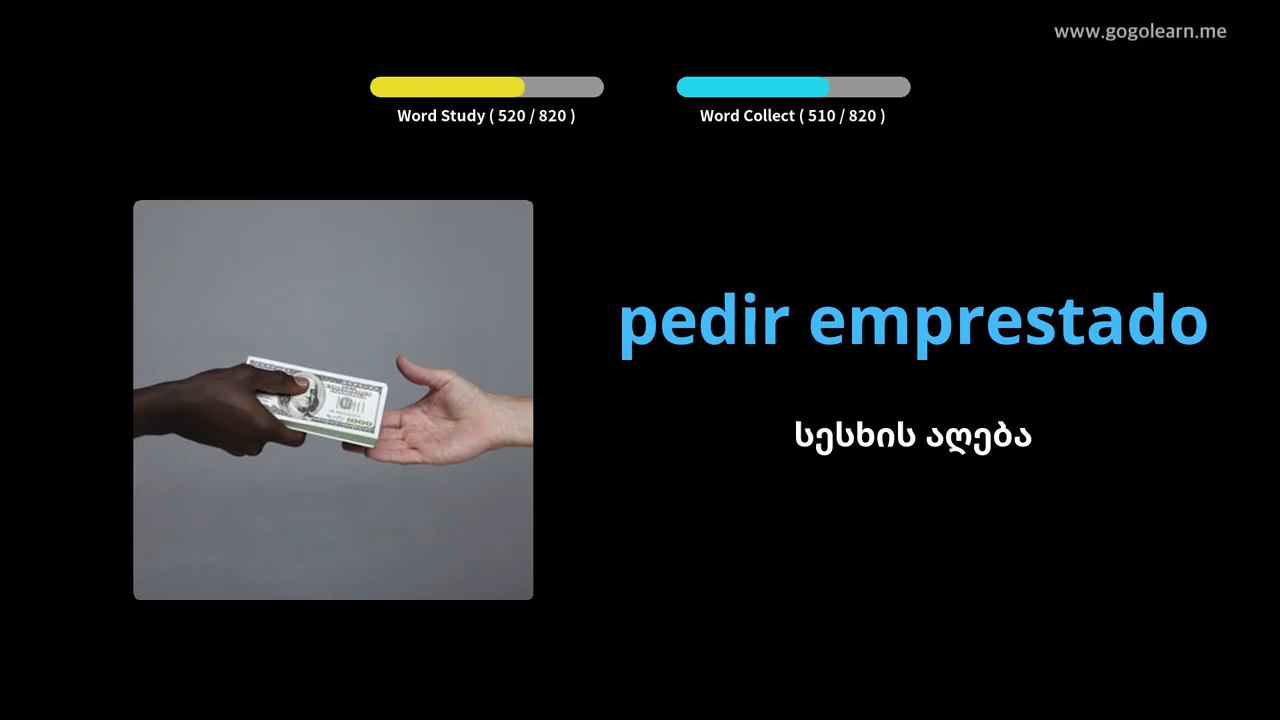 www.gogolearn.me
Word Study ( 520 / 820 )
Word Collect ( 510 / 820 )
pedir emprestado
სესხის აღება